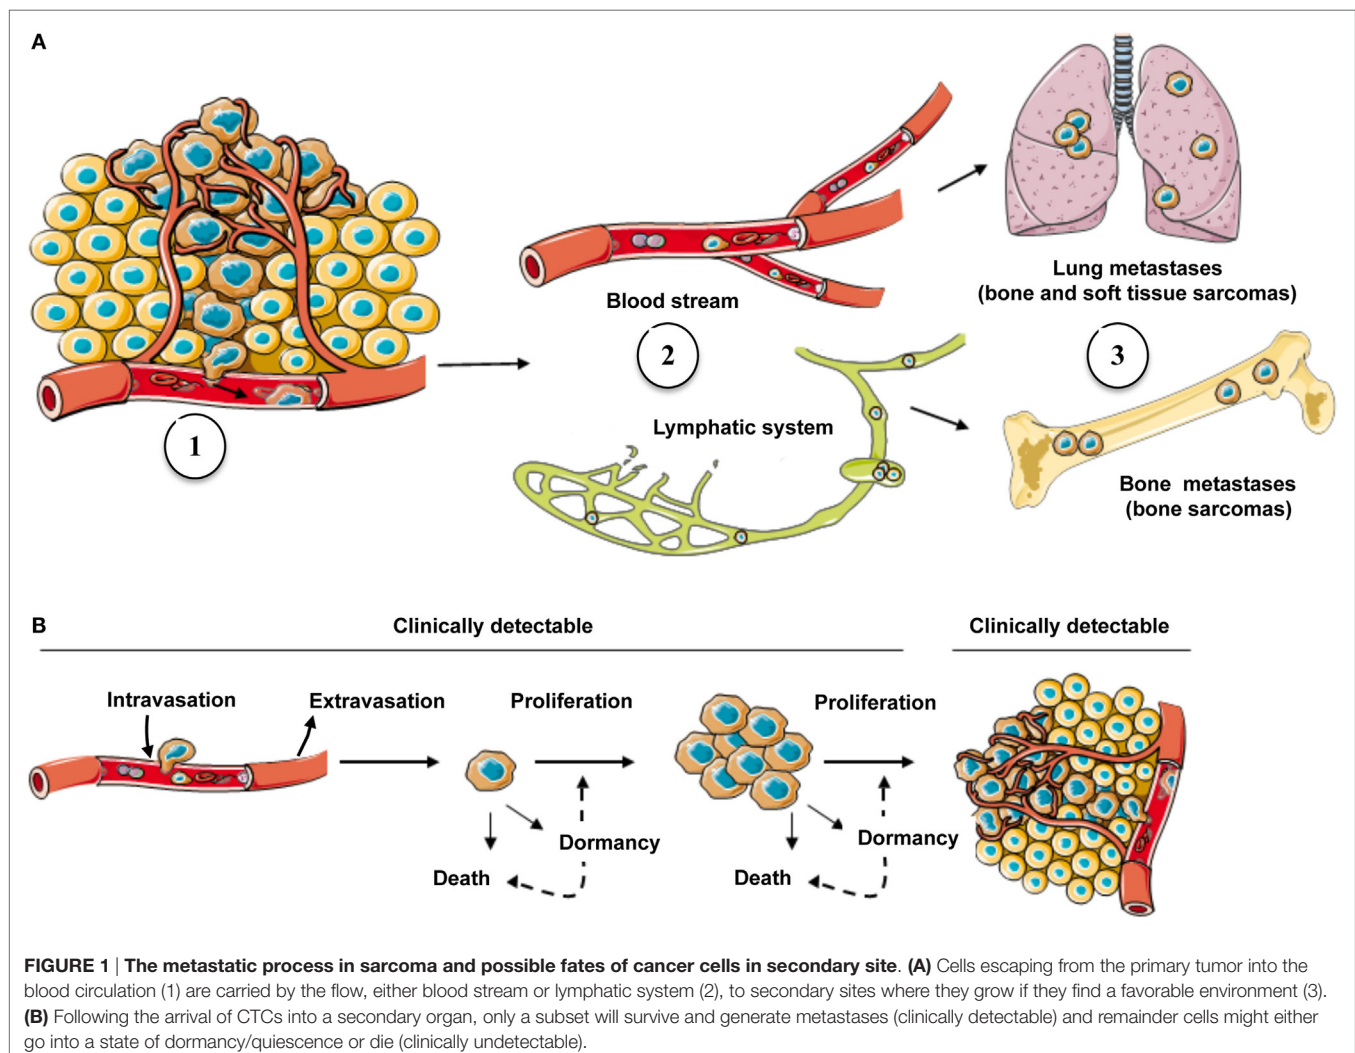 A
Blood stream
Lung metastases
(bone and soft tissue sarcomas)
1
2
3
Lymphatic system
Bone metastases
(bone sarcomas)
B
Clinically detectable
Clinically detectable
Intravasation
Extravasation
Proliferation
Proliferation
Dormancy
Death
Dormancy
Death
FIGURE 1 | The metastatic process in sarcoma and possible fates of cancer cells in secondary site. (A) Cells escaping from the primary tumor into the
blood circulation (1) are carried by the flow, either blood stream or lymphatic system (2), to secondary sites where they grow if they find a favorable environment (3).
(B) Following the arrival of CTCs into a secondary organ, only a subset will survive and generate metastases (clinically detectable) and remainder cells might either
go into a state of dormancy/quiescence or die (clinically undetectable).